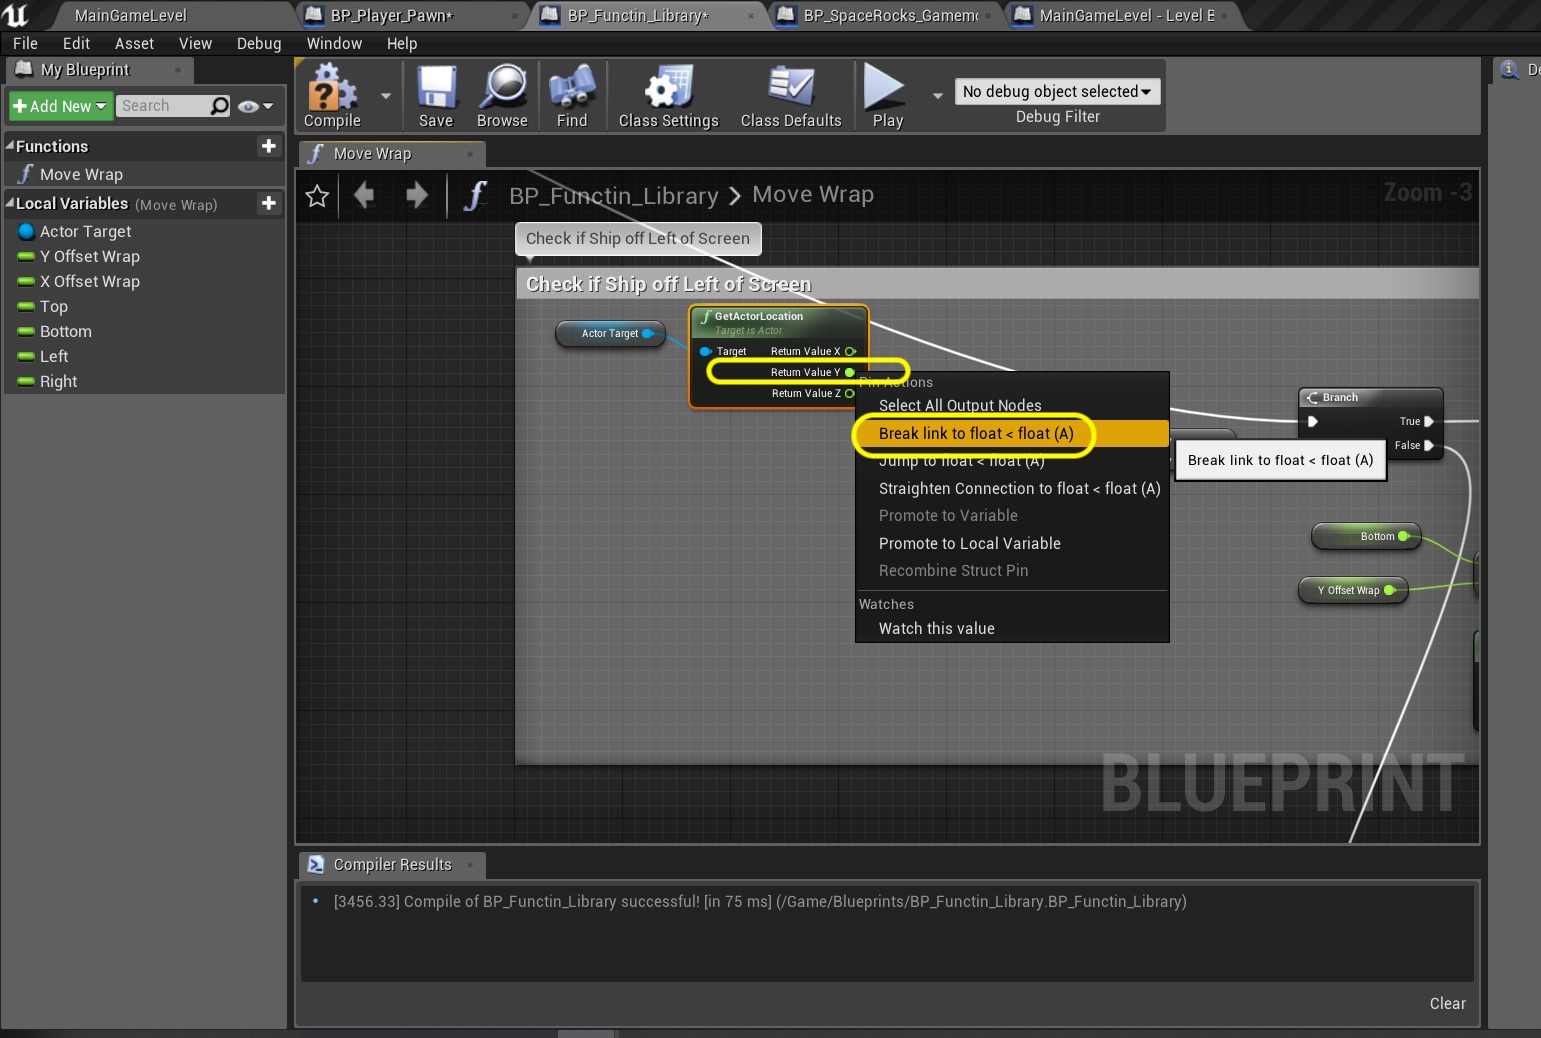 MainGameLevel
BP_Player_Pawn*
BP_Functin_Library*
BP_SpaceRocks_Gamem
MainGameLevel - Level B
File Edit Asset View Debug Window Help
My Blueprint
Add New
Search
Compile
Save
Browse
Find
Class Settings
Class Defaults
Play
No debug object selected
Debug Filter
De
Functions
Move Wrap
Local Variables (Move Wrap)
Actor Target
Y Offset Wrap
X Offset Wrap
Top
Bottom
Left
Right
Move Wrap
BP_Functin_Library > Move Wrap
Zoom -3
Check if Ship off Left of Screen
Check if Ship off Left of Screen
Actor Target
GetActorLocation
Target is Actor
Target
Return Value X
Return Value Y
Return Value Z
Pin Actions
Select All Output Nodes
Break link to float < float (A)
Jump to float < float (A)
Straighten Connection to float < float (A)
Promote to Variable
Promote to Local Variable
Recombine Struct Pin
Watches
Watch this value
Break link to float < float (A)
Branch
True
False
Bottom
Y Offset Wrap
BLUEPRINT
Compiler Results
[3456.33] Compile of BP_Functin_Library successful! [in 75 ms] (/Game/Blueprints/BP_Functin_Library.BP_Functin_Library)
Clear